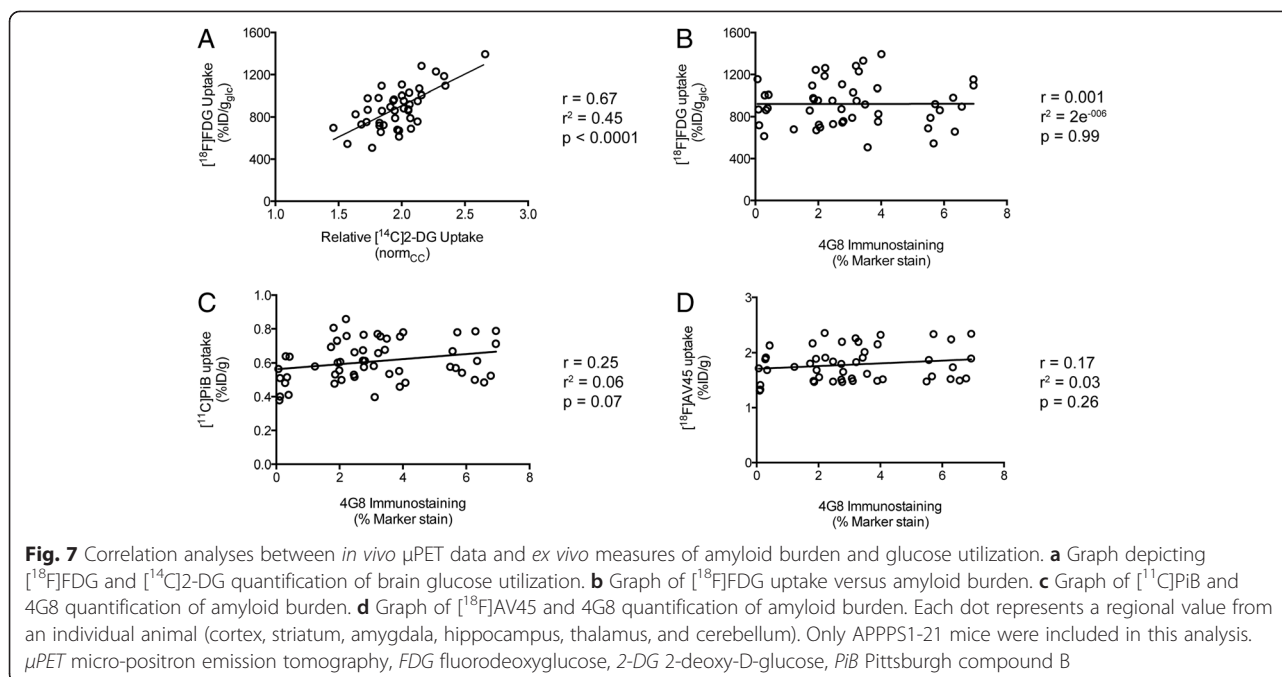 A
[¹⁸F]FDG Uptake
(%ID/g_glc)
1600
1200
800
400
0
1.0
1.5
2.0
2.5
3.0
Relative [¹⁴C]2-DG Uptake
(norm_CC)
r = 0.67
r² = 0.45
p < 0.0001
B
[¹⁸F]FDG uptake
(%ID/g_glc)
1600
1200
800
400
0
0
2
4
6
8
4G8 Immunostaining
(% Marker stain)
r = 0.001
r² = 2e⁻⁰⁰⁶
p = 0.99
C
[¹¹C]PiB uptake
(%ID/g)
1.0
0.8
0.6
0.4
0.2
0.0
0
2
4
6
8
4G8 Immunostaining
(% Marker stain)
r = 0.25
r² = 0.06
p = 0.07
D
[¹⁸F]AV45 uptake
(%ID/g)
3
2
1
0
0
2
4
6
8
4G8 Immunostaining
(% Marker stain)
r = 0.17
r² = 0.03
p = 0.26
Fig. 7 Correlation analyses between in vivo µPET data and ex vivo measures of amyloid burden and glucose utilization. a Graph depicting
[¹⁸F]FDG and [¹⁴C]2-DG quantification of brain glucose utilization. b Graph of [¹⁸F]FDG uptake versus amyloid burden. c Graph of [¹¹C]PiB and
4G8 quantification of amyloid burden. d Graph of [¹⁸F]AV45 and 4G8 quantification of amyloid burden. Each dot represents a regional value from
an individual animal (cortex, striatum, amygdala, hippocampus, thalamus, and cerebellum). Only APPPS1-21 mice were included in this analysis.
µPET micro-positron emission tomography, FDG fluorodeoxyglucose, 2-DG 2-deoxy-D-glucose, PiB Pittsburgh compound B